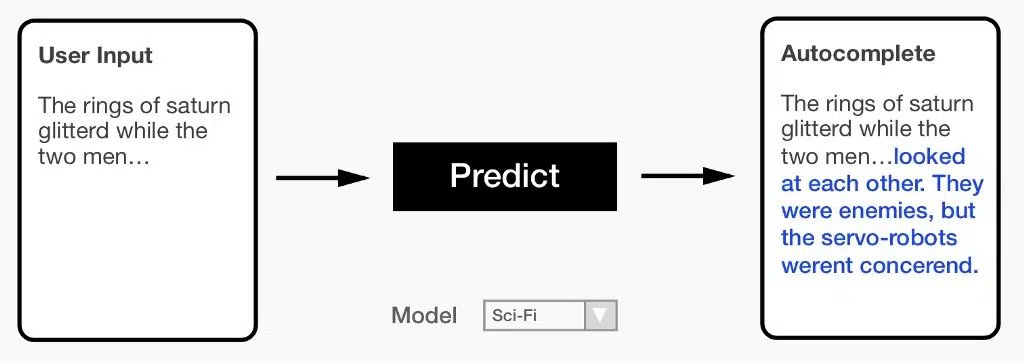 User Input
The rings of saturn
glitterd while the
two men…
Predict
Model
Sci-Fi
Autocomplete
The rings of saturn
glitterd while the
two men…looked
at each other. They
were enemies, but
the servo-robots
werent concerend.